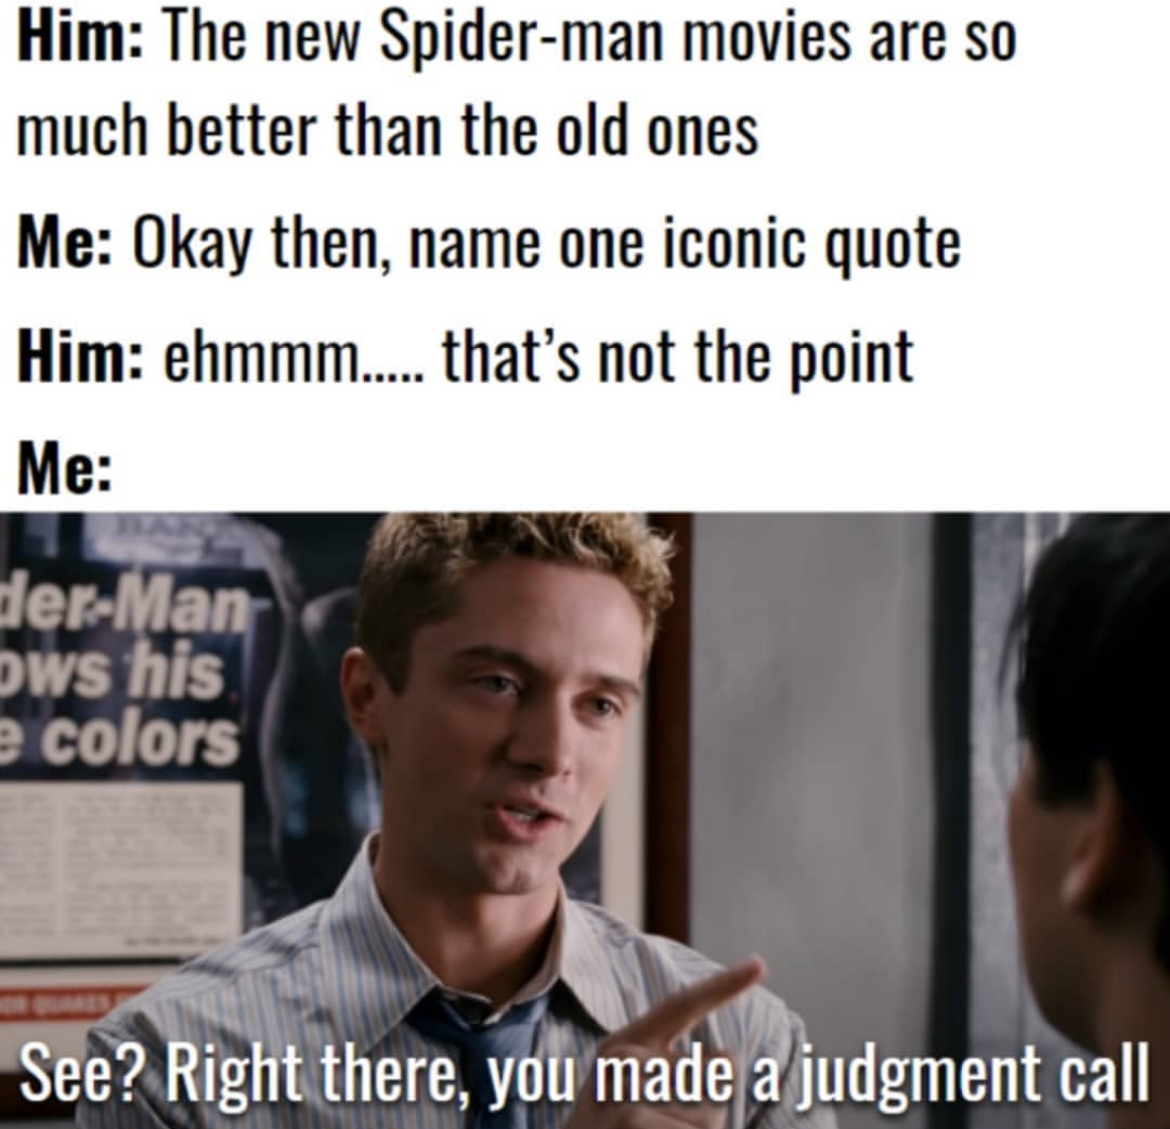 Him: The new Spider-man movies are so
much better than the old ones
Me: Okay then, name one iconic quote
Him: ehmmm..... that’s not the point
Me:
der-Man
ows his
e colors
See? Right there, you made a judgment call